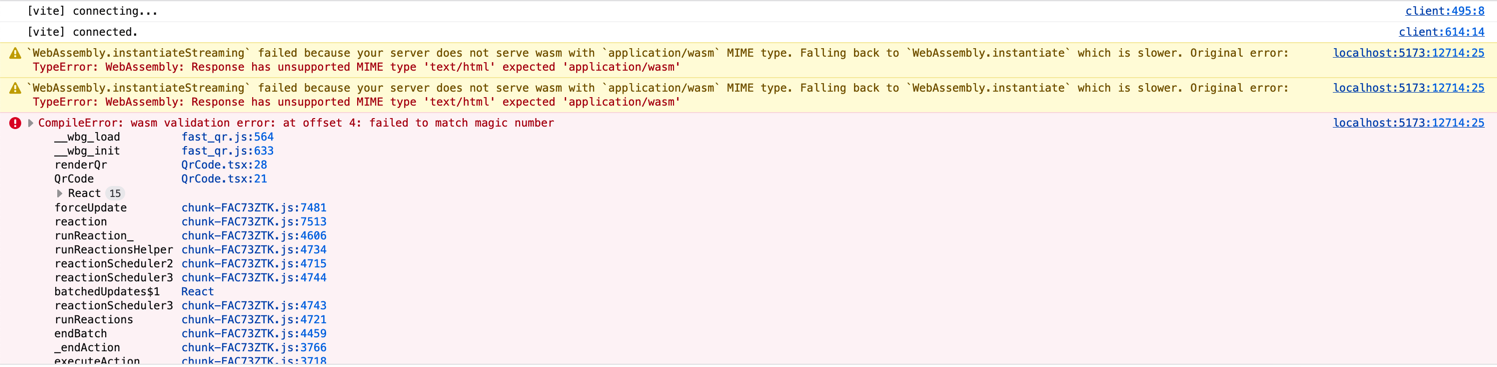 [vite] connecting... client:495:8
[vite] connected. client:614:14
`WebAssembly.instantiateStreaming` failed because your server does not serve wasm with `application/wasm` MIME type. Falling back to `WebAssembly.instantiate` which is slower. Original error: localhost:5173:12714:25
TypeError: WebAssembly: Response has unsupported MIME type 'text/html' expected 'application/wasm'
`WebAssembly.instantiateStreaming` failed because your server does not serve wasm with `application/wasm` MIME type. Falling back to `WebAssembly.instantiate` which is slower. Original error: localhost:5173:12714:25
TypeError: WebAssembly: Response has unsupported MIME type 'text/html' expected 'application/wasm'
CompileError: wasm validation error: at offset 4: failed to match magic number localhost:5173:12714:25
__wbg_load fast_qr.js:564
__wbg_init fast_qr.js:633
renderQr QrCode.tsx:28
QrCode QrCode.tsx:21
React 15
forceUpdate chunk-FAC73ZTK.js:7481
reaction chunk-FAC73ZTK.js:7513
runReaction_ chunk-FAC73ZTK.js:4606
runReactionsHelper chunk-FAC73ZTK.js:4734
reactionScheduler2 chunk-FAC73ZTK.js:4715
reactionScheduler3 chunk-FAC73ZTK.js:4744
batchedUpdates$1 React
reactionScheduler3 chunk-FAC73ZTK.js:4743
runReactions chunk-FAC73ZTK.js:4721
endBatch chunk-FAC73ZTK.js:4459
_endAction chunk-FAC73ZTK.js:3766
executeAction chunk-FAC73ZTK.js:3718